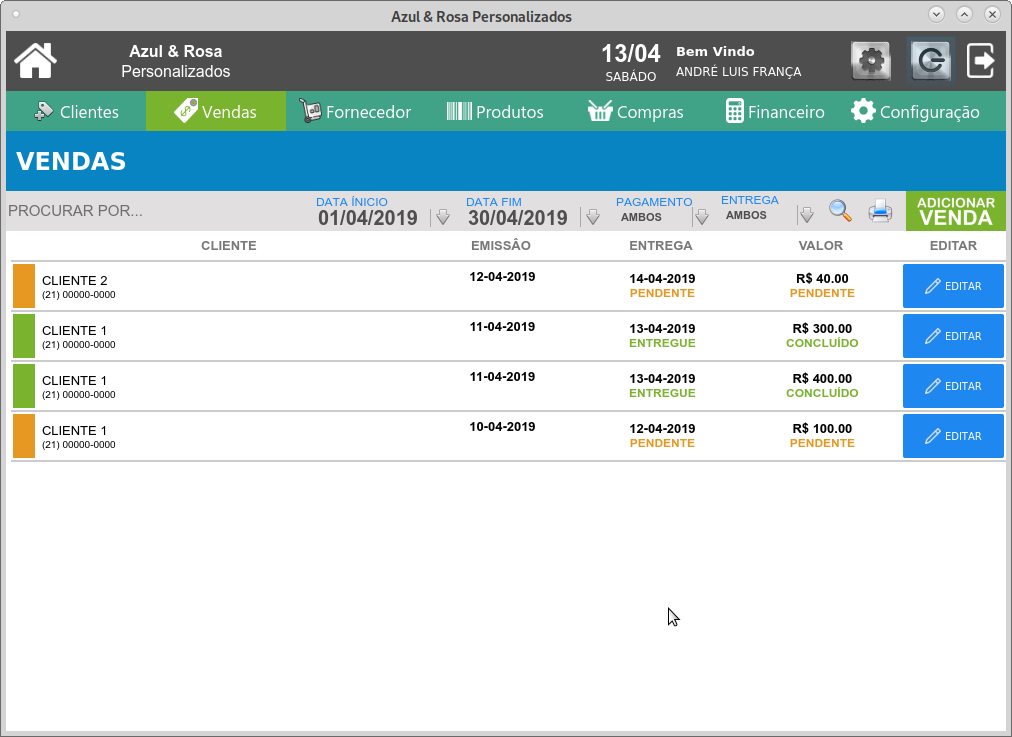 Azul & Rosa Personalizados
Azul & Rosa
Personalizados
13/04
SABÁDO
Bem Vindo
ANDRÉ LUIS FRANÇA
Clientes Vendas Fornecedor Produtos Compras Financeiro Configuração
VENDAS
PROCURAR POR...
DATA ÍNICIO
01/04/2019
DATA FIM
30/04/2019
PAGAMENTO
AMBOS
ENTREGA
AMBOS
ADICIONAR
VENDA
CLIENTE EMISSÂO ENTREGA VALOR EDITAR
CLIENTE 2
(21) 00000-0000
12-04-2019
14-04-2019
PENDENTE
R$ 40.00
PENDENTE
EDITAR
CLIENTE 1
(21) 00000-0000
11-04-2019
13-04-2019
ENTREGUE
R$ 300.00
CONCLUÍDO
EDITAR
CLIENTE 1
(21) 00000-0000
11-04-2019
13-04-2019
ENTREGUE
R$ 400.00
CONCLUÍDO
EDITAR
CLIENTE 1
(21) 00000-0000
10-04-2019
12-04-2019
PENDENTE
R$ 100.00
PENDENTE
EDITAR